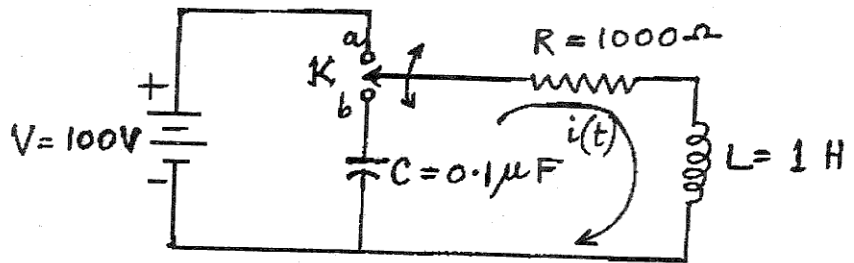 a
K
b
R = 1000Ω
+
V = 100V
-
C = 0.1μF
i(t)
L = 1 H